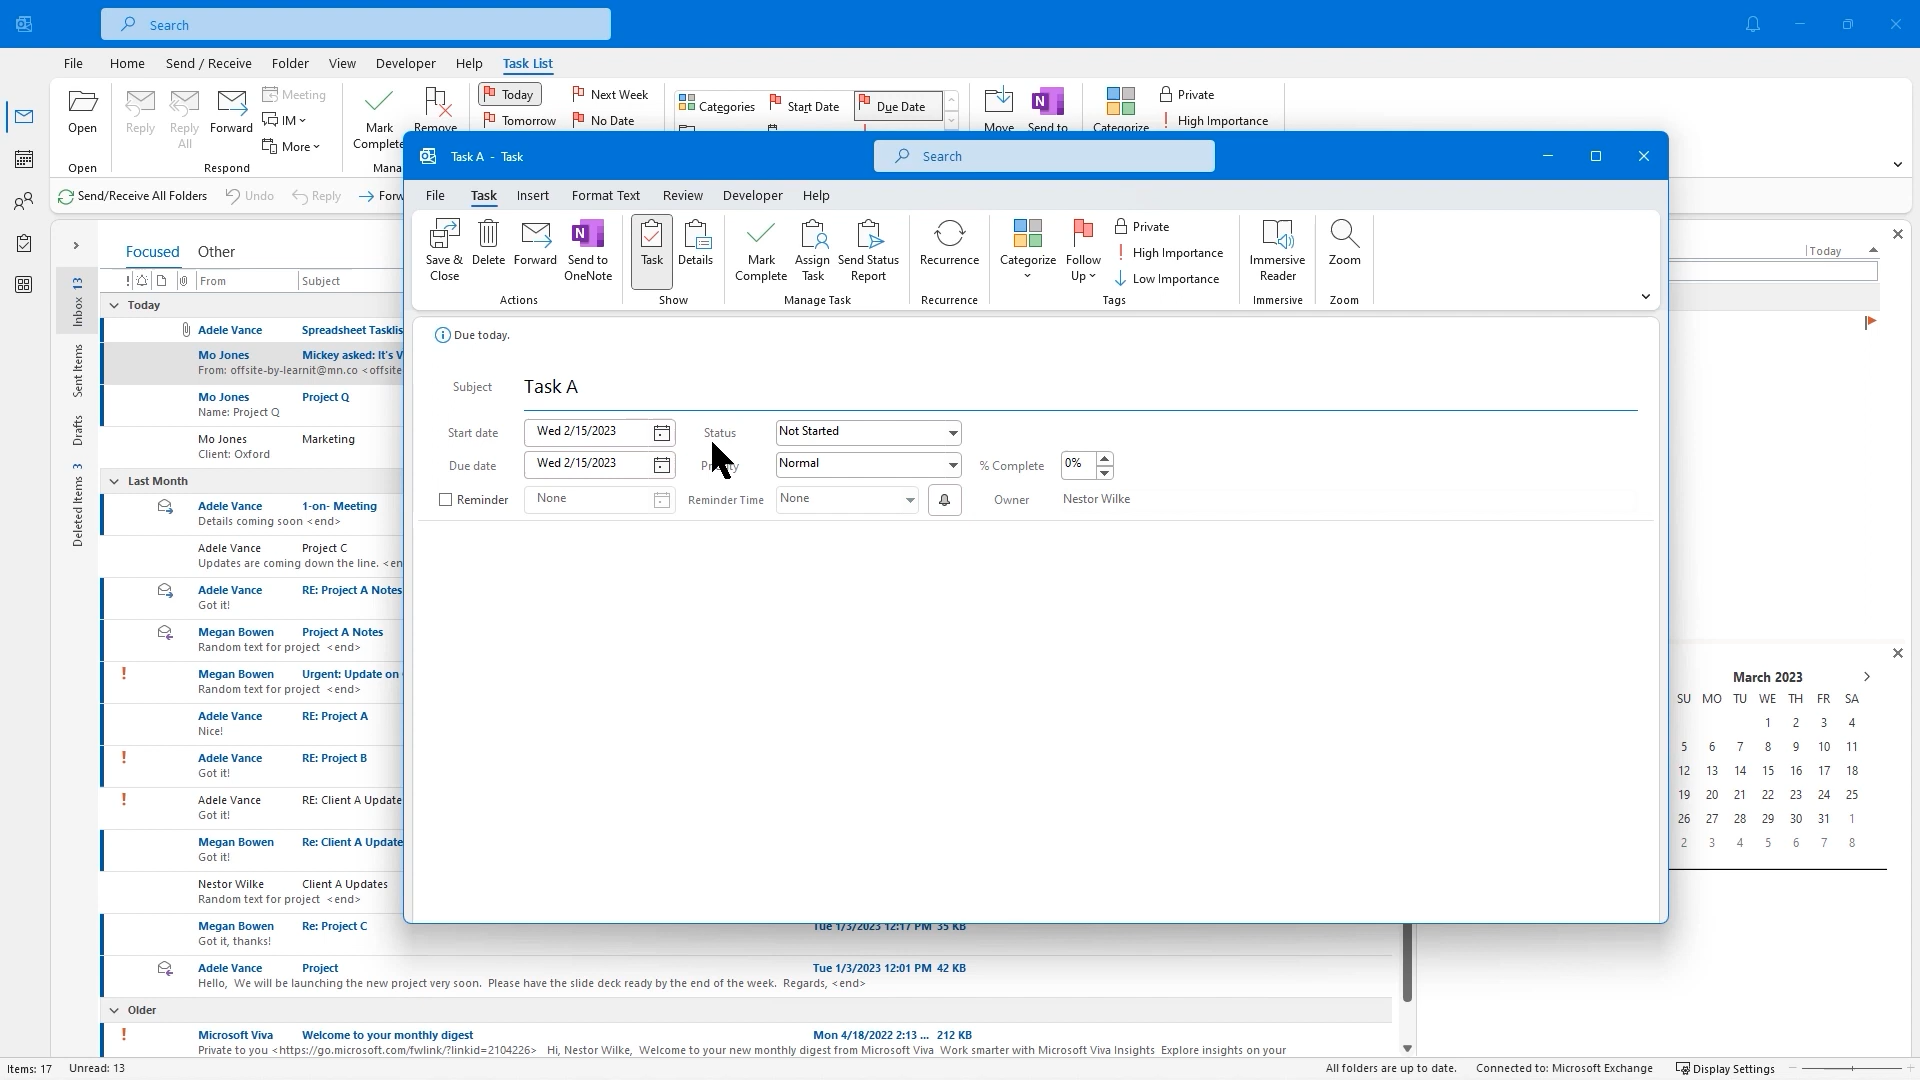 Search
File Home Send / Receive Folder View Developer Help Task List
Open Reply Reply All Forward Meeting IM More Mark Complete Remove Today Tomorrow Next Week No Date Categories Start Date Due Date Move Send to Categorize Private High Importance
Open Respond Mana
Send/Receive All Folders Undo Reply Forw
Task A - Task Search
File Task Insert Format Text Review Developer Help
Save & Close Delete Forward Send to OneNote Task Details Mark Complete Assign Task Send Status Report Recurrence Categorize Follow Up Private High Importance Low Importance Immersive Reader Zoom
Actions Show Manage Task Recurrence Tags Immersive Zoom
Due today.
Subject Task A
Start date Wed 2/15/2023 Status Not Started
Due date Wed 2/15/2023 Normal % Complete 0%
Reminder None Reminder Time None Owner Nestor Wilke
Inbox 13
Sent Items
Drafts
Deleted Items 3
Focused Other
! From Subject
Today
Adele Vance Spreadsheet Tasklis
Mo Jones Mickey asked: It's V
From: offsite-by-learnit@mn.co <offsite
Mo Jones Project Q
Name: Project Q
Mo Jones Marketing
Client: Oxford
Last Month
Adele Vance 1-on- Meeting
Details coming soon <end>
Adele Vance Project C
Updates are coming down the line. <en
Adele Vance RE: Project A Notes
Got it!
Megan Bowen Project A Notes
Random text for project <end>
! Megan Bowen Urgent: Update on
Random text for project <end>
Adele Vance RE: Project A
Nice!
! Adele Vance RE: Project B
Got it!
! Adele Vance RE: Client A Update
Got it!
Megan Bowen Re: Client A Update
Got it!
Nestor Wilke Client A Updates
Random text for project <end>
Megan Bowen Re: Project C Tue 1/3/2023 12:17 PM 35 KB
Got it, thanks!
Adele Vance Project Tue 1/3/2023 12:01 PM 42 KB
Hello, We will be launching the new project very soon. Please have the slide deck ready by the end of the week. Regards, <end>
Older
! Microsoft Viva Welcome to your monthly digest Mon 4/18/2022 2:13 ... 212 KB
Private to you <https://go.microsoft.com/fwlink/?linkid=2104226> Hi, Nestor Wilke, Welcome to your new monthly digest from Microsoft Viva Work smarter with Microsoft Viva Insights Explore insights on your
Today
March 2023
SU MO TU WE TH FR SA
1 2 3 4
5 6 7 8 9 10 11
12 13 14 15 16 17 18
19 20 21 22 23 24 25
26 27 28 29 30 31 1
2 3 4 5 6 7 8
Items: 17 Unread: 13 All folders are up to date. Connected to: Microsoft Exchange Display Settings